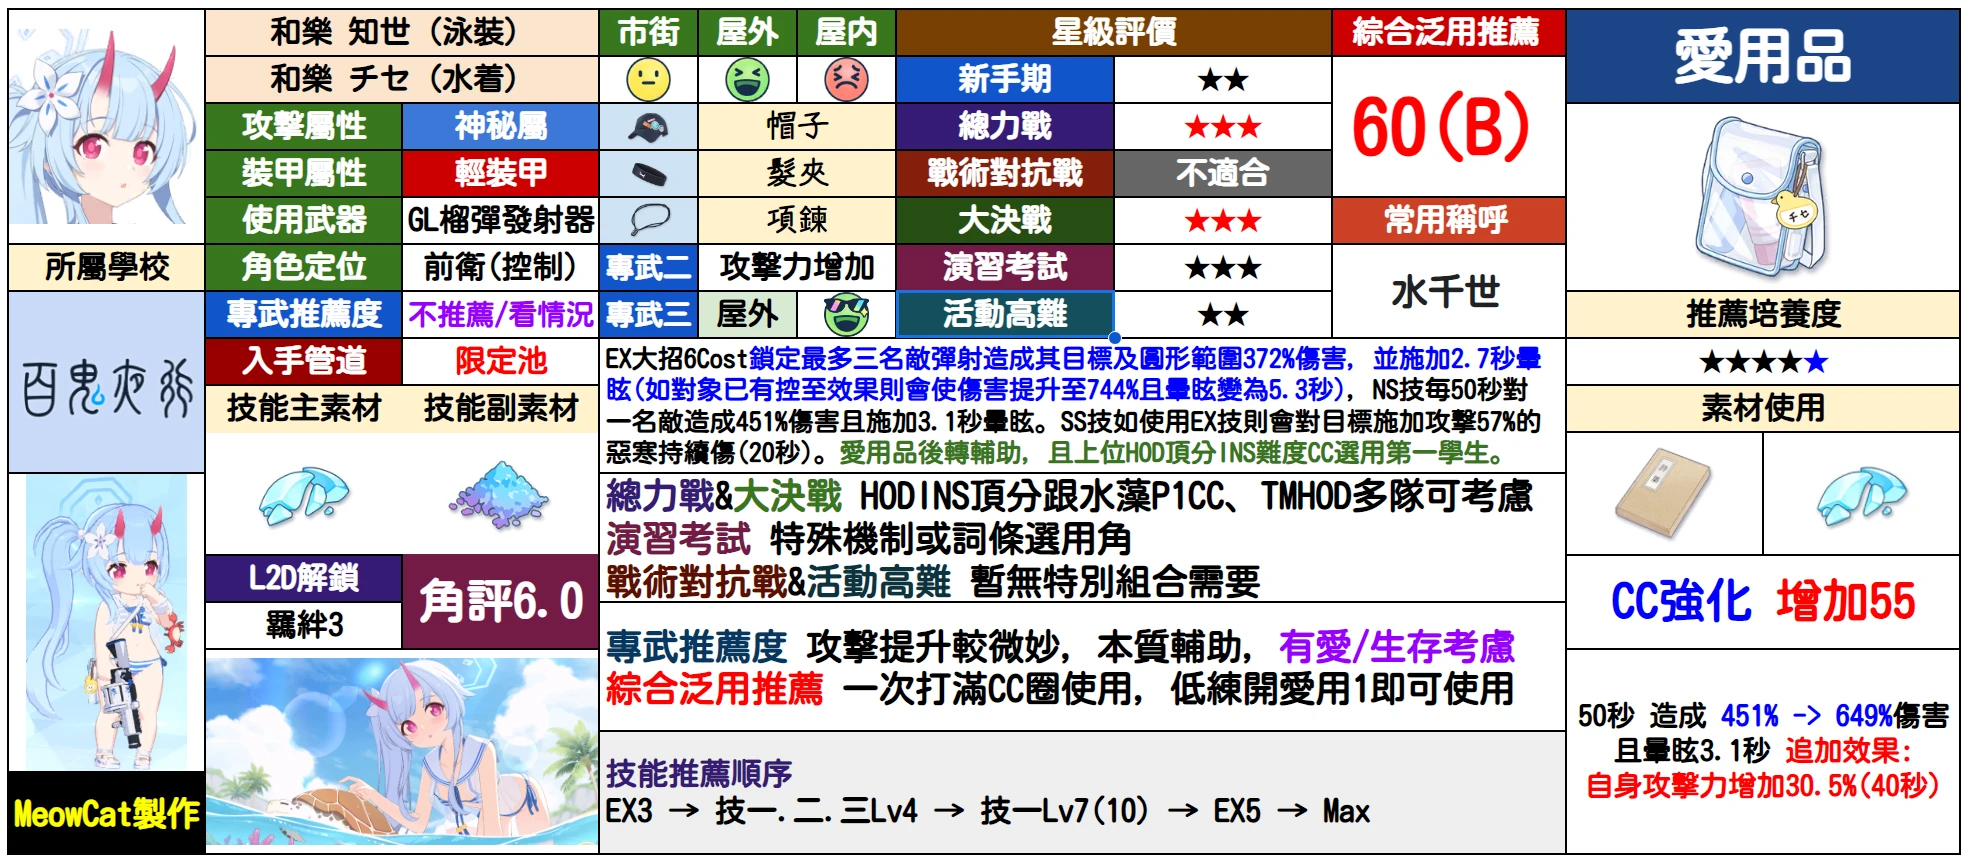 和樂 知世（泳裝）
和樂 チセ（水着）
攻擊屬性 神秘屬
裝甲屬性 輕裝甲
使用武器 GL榴彈發射器
所屬學校
角色定位 前衛(控制)
專武推薦度 不推薦/看情況
入手管道 限定池
百鬼夜行
技能主素材 技能副素材
L2D解鎖
羈絆3
角評6.0
MeowCat製作
市街 屋外 屋内
帽子
髮夾
項鍊
專武二 攻擊力增加
專武三 屋外
星級評價
新手期 ★★
總力戰 ★★★
戰術對抗戰 不適合
大決戰 ★★★
演習考試 ★★★
活動高難 ★★
綜合泛用推薦
60(B)
常用稱呼
水千世
EX大招6Cost鎖定最多三名敵彈射造成其目標及圓形範圍372%傷害, 並施加2.7秒暈
眩(如對象已有控至效果則會使傷害提升至744%且暈眩變為5.3秒), NS技每50秒對
一名敵造成451%傷害且施加3.1秒暈眩。SS技如使用EX技則會對目標施加攻擊57%的
惡寒持續傷(20秒)。愛用品後轉輔助, 且上位HOD頂分INS難度CC選用第一學生。
總力戰&大決戰 HODINS頂分跟水藻P1CC、TMHOD多隊可考慮
演習考試 特殊機制或詞條選用角
戰術對抗戰&活動高難 暫無特別組合需要
專武推薦度 攻擊提升較微妙, 本質輔助, 有愛/生存考慮
綜合泛用推薦 一次打滿CC圈使用, 低練開愛用1即可使用
技能推薦順序
EX3 → 技一.二.三Lv4 → 技一Lv7(10) → EX5 → Max
愛用品
千セ
推薦培養度
★★★★★
素材使用
CC強化 增加55
50秒 造成 451% -> 649%傷害
且暈眩3.1秒 追加效果:
自身攻擊力增加30.5%(40秒)